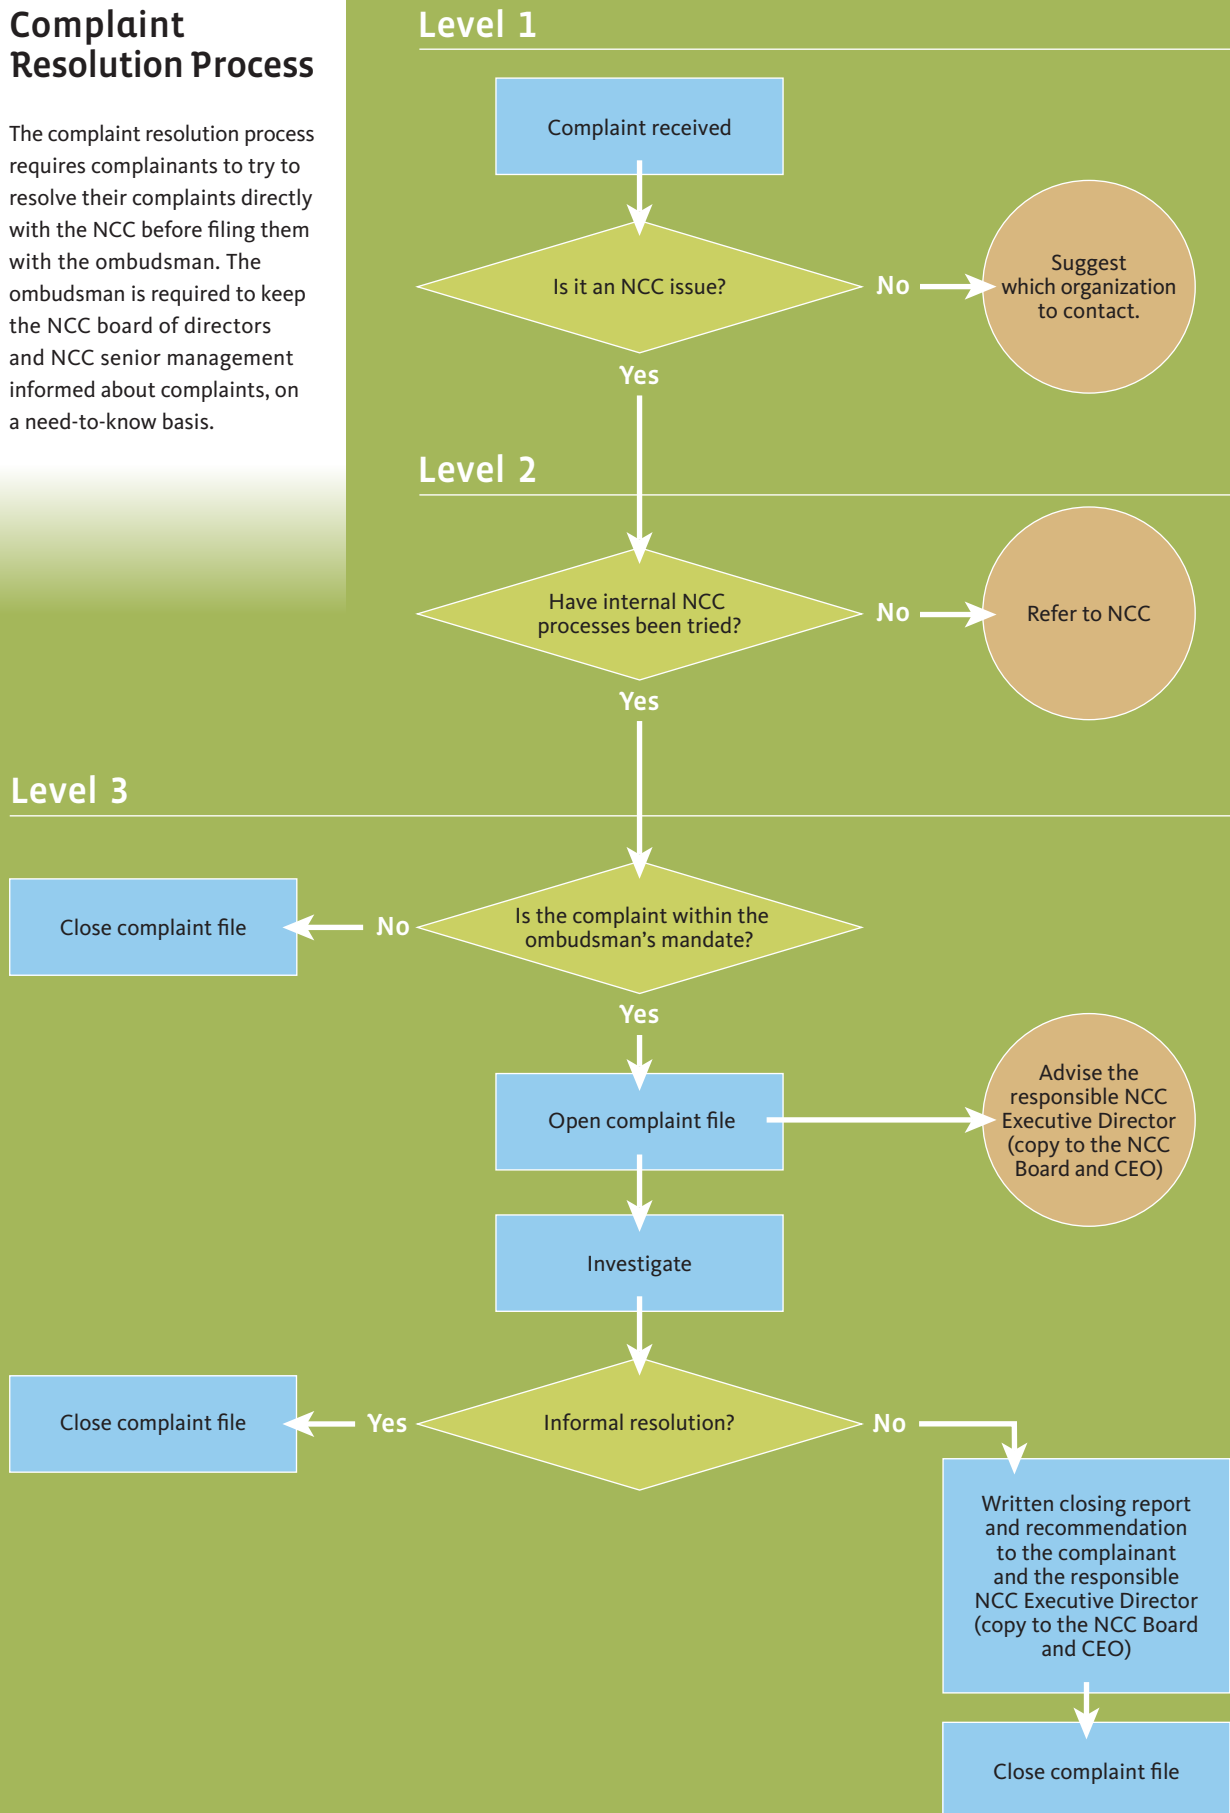 Complaint
Resolution Process
The complaint resolution process
requires complainants to try to
resolve their complaints directly
with the NCC before filing them
with the ombudsman. The
ombudsman is required to keep
the NCC board of directors
and NCC senior management
informed about complaints, on
a need-to-know basis.
Level 1
Complaint received
Is it an NCC issue?
No
Suggest
which organization
to contact.
Yes
Level 2
Have internal NCC
processes been tried?
No
Refer to NCC
Yes
Level 3
Is the complaint within the
ombudsman's mandate?
No
Close complaint file
Yes
Open complaint file
Advise the
responsible NCC
Executive Director
(copy to the NCC
Board and CEO)
Investigate
Informal resolution?
Yes
Close complaint file
No
Written closing report
and recommendation
to the complainant
and the responsible
NCC Executive Director
(copy to the NCC Board
and CEO)
Close complaint file